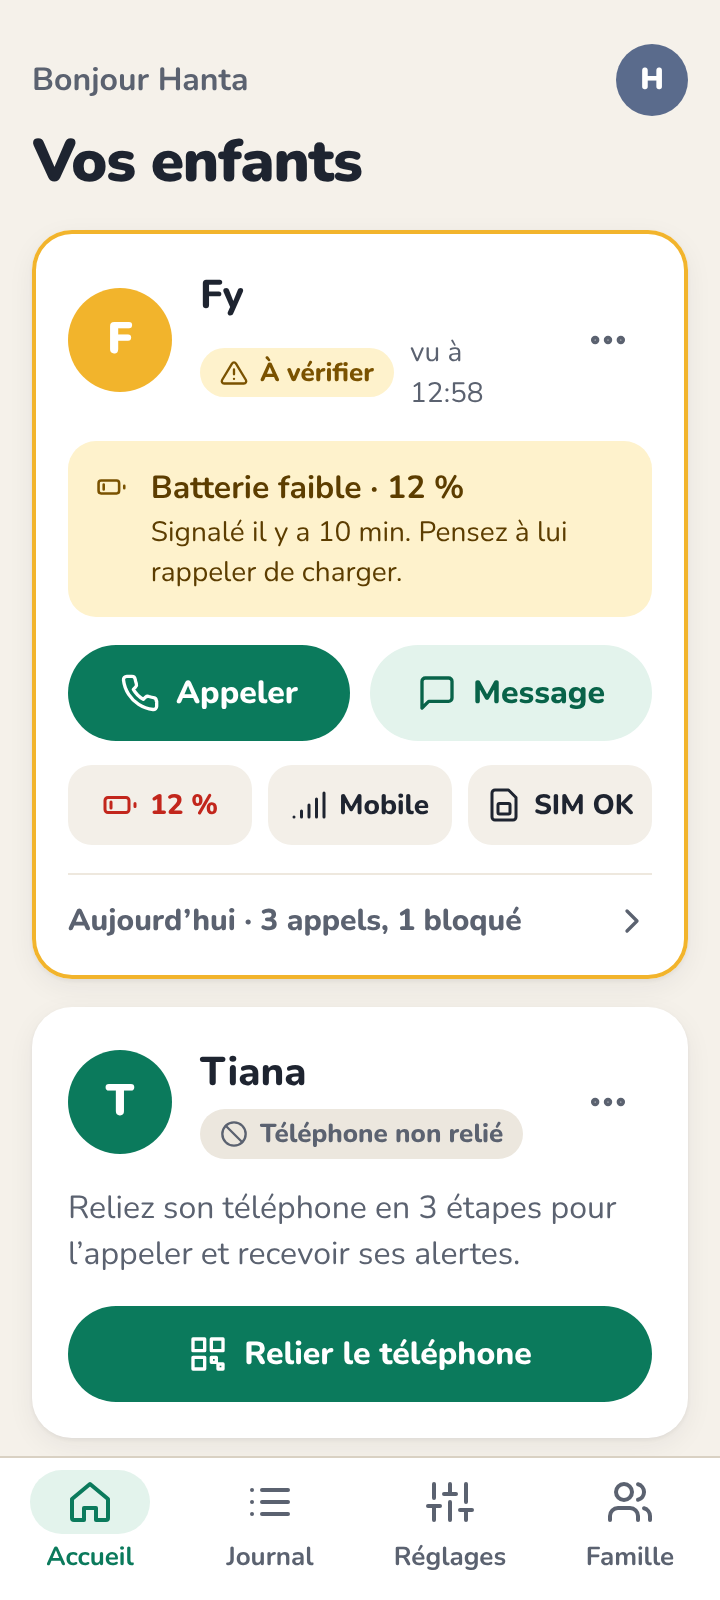 Bonjour Hanta
H
Vos enfants
F
Fy
À vérifier
vu à
12:58
Batterie faible · 12 %
Signalé il y a 10 min. Pensez à lui
rappeler de charger.
Appeler
Message
12 %
Mobile
SIM OK
Aujourd’hui · 3 appels, 1 bloqué
T
Tiana
Téléphone non relié
Reliez son téléphone en 3 étapes pour
l’appeler et recevoir ses alertes.
Relier le téléphone
Accueil
Journal
Réglages
Famille